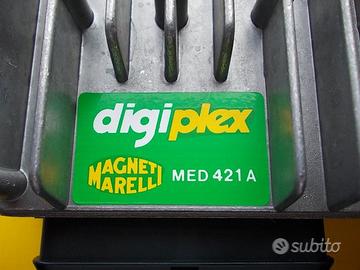 digiplex
MAGNETI
MARELLI
MED 421 A
subito